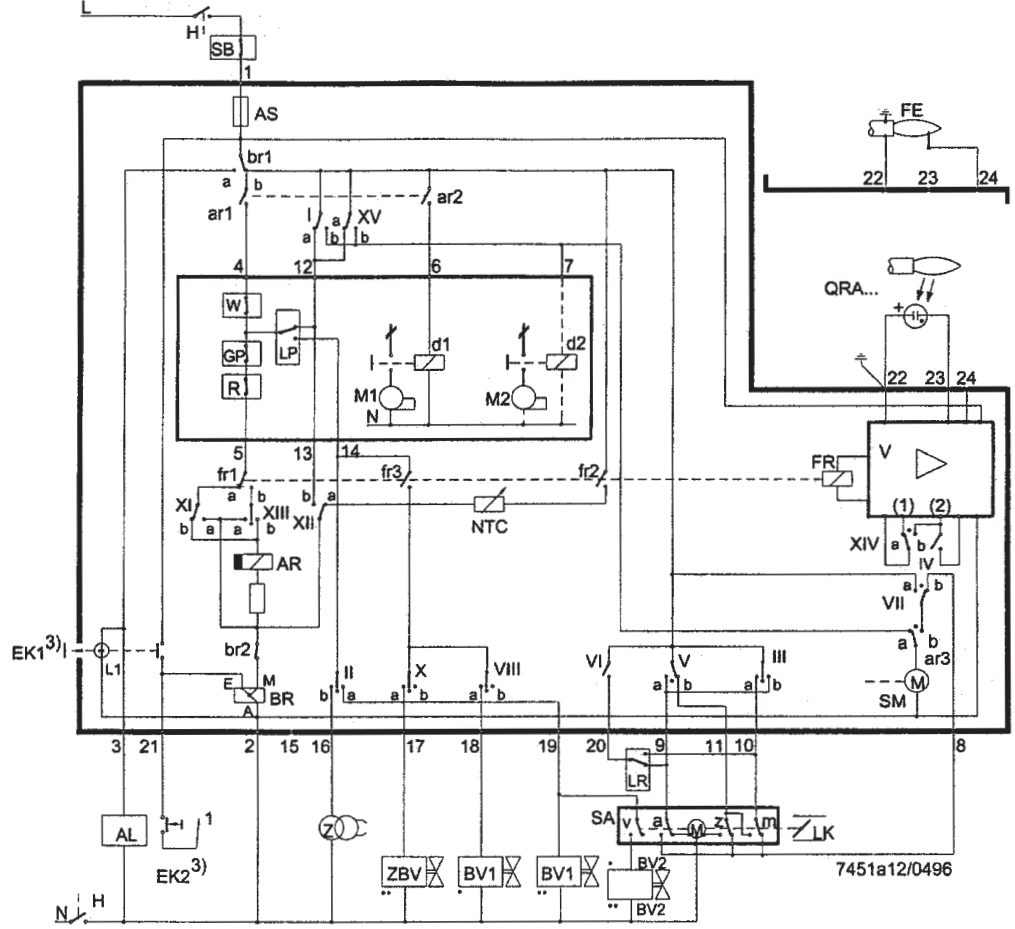 L
H
SB
1
AS
FE
br1
22 23 24
a b
ar1 ar2
I a XV
a b b
4 12 6 7
QRA...
+
W
LP
GP
d1 d2
R
M1 M2
N
22 23 24
V
5 13 14
fr1 fr3 fr2 FR
a b b a
XI XIII XII
b a a b
NTC
(1) (2)
XIV a b
IV
AR
a b
VII
EK1 3)
L1
br2
a b
ar3
E M
BR
A
II X VIII VI V III
b a a b a b a b a b
M
SM
3 21 2 15 16 17 18 19 20 9 11 10 8
LR
AL
1
EK2 3)
Z
SA v a M z m
LK
ZBV BV1 BV1 BV2
BV2
7451a12/0496
N H